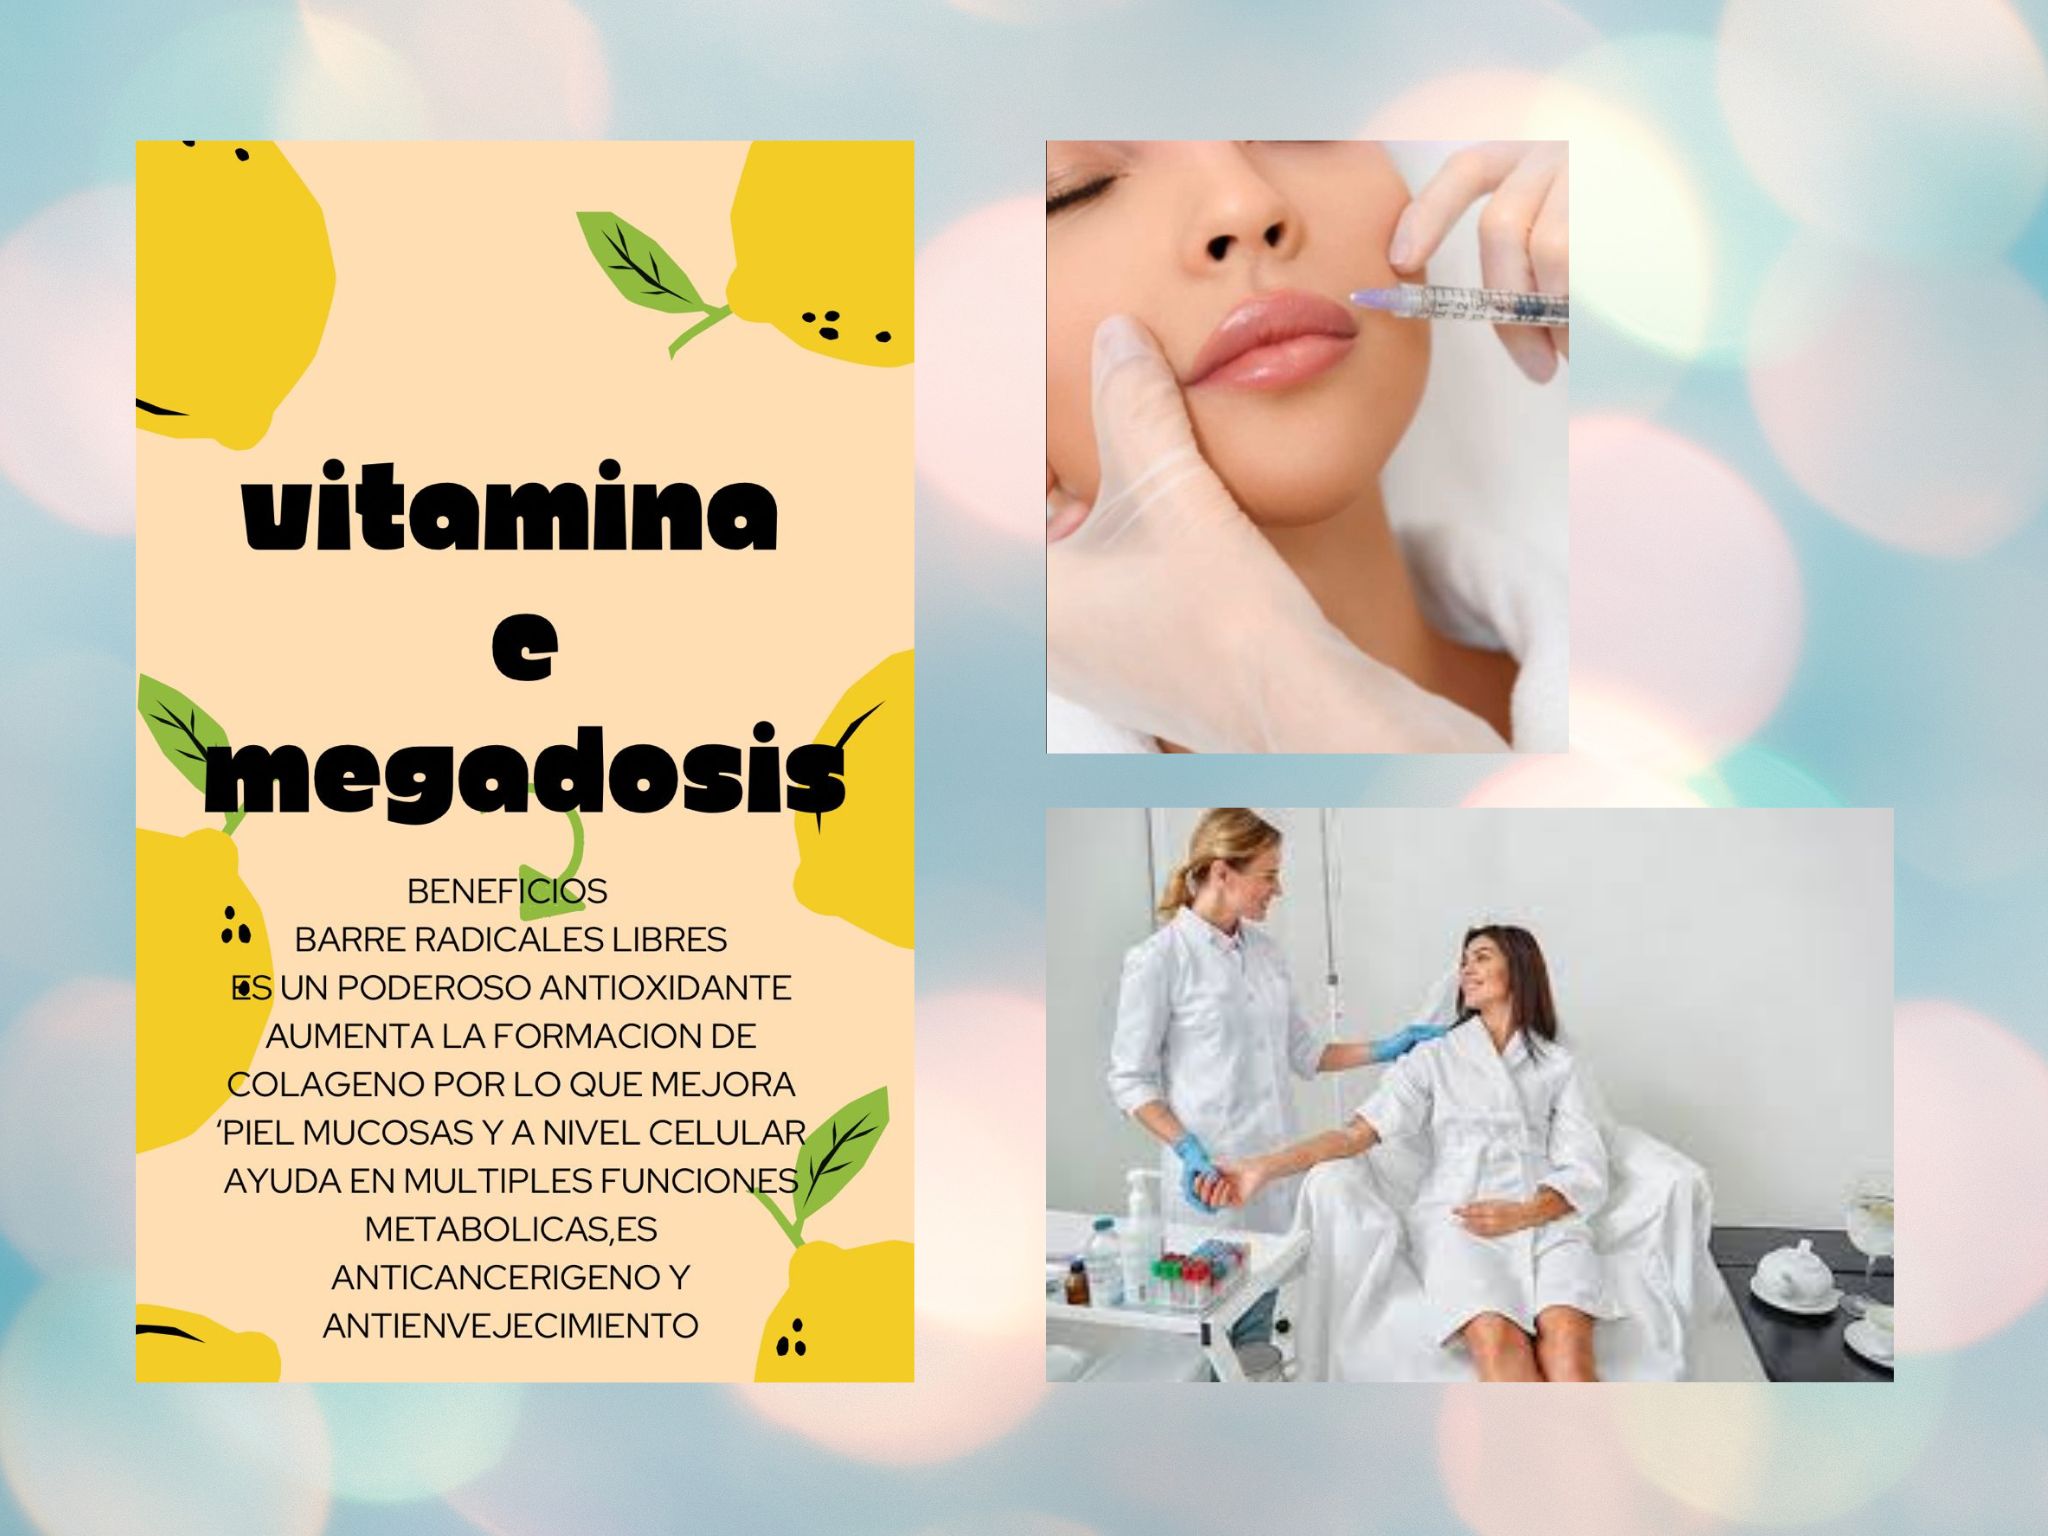 vitamina
e
megadosis
BENEFICIOS
BARRE RADICALES LIBRES
ES UN PODEROSO ANTIOXIDANTE
AUMENTA LA FORMACION DE
COLAGENO POR LO QUE MEJORA
‘PIEL MUCOSAS Y A NIVEL CELULAR
AYUDA EN MULTIPLES FUNCIONES
METABOLICAS,ES
ANTICANCERIGENO Y
ANTIENVEJECIMIENTO